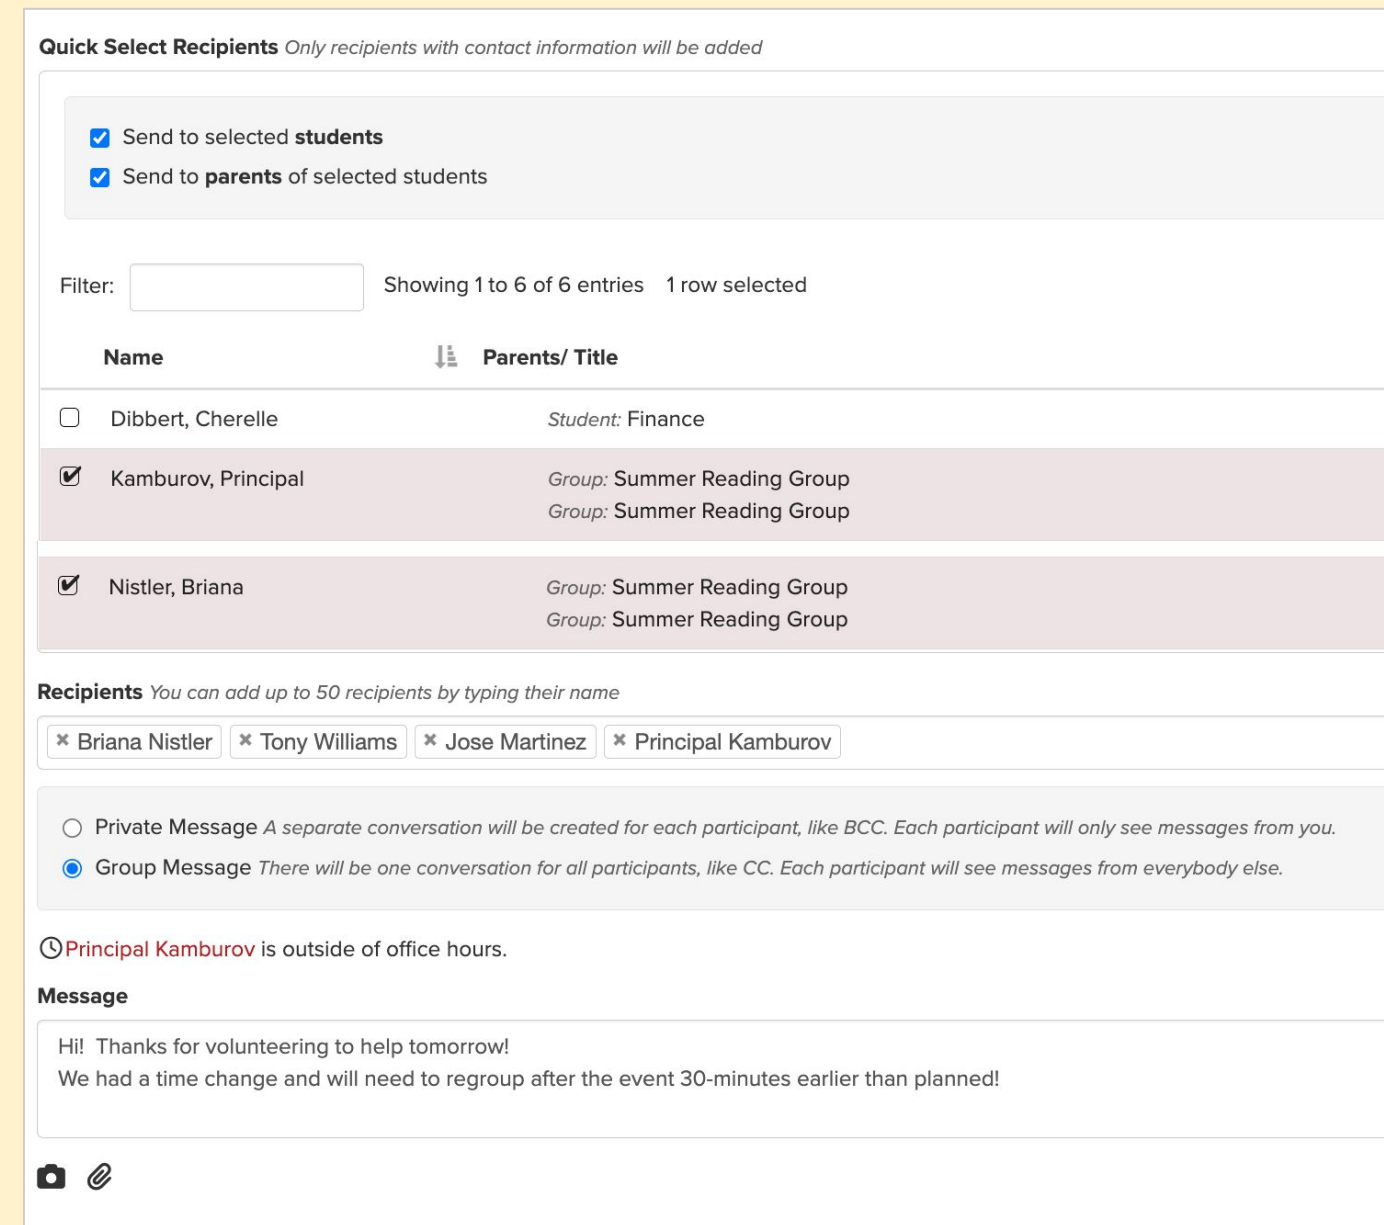 Quick Select Recipients Only recipients with contact information will be added
Send to selected students
Send to parents of selected students
Filter: Showing 1 to 6 of 6 entries 1 row selected
Name Parents/ Title
Dibbert, Cherelle Student: Finance
Kamburov, Principal Group: Summer Reading Group
Group: Summer Reading Group
Nistler, Briana Group: Summer Reading Group
Group: Summer Reading Group
Recipients You can add up to 50 recipients by typing their name
Briana Nistler Tony Williams Jose Martinez Principal Kamburov
Private Message A separate conversation will be created for each participant, like BCC. Each participant will only see messages from you.
Group Message There will be one conversation for all participants, like CC. Each participant will see messages from everybody else.
Principal Kamburov is outside of office hours.
Message
Hi! Thanks for volunteering to help tomorrow!
We had a time change and will need to regroup after the event 30-minutes earlier than planned!